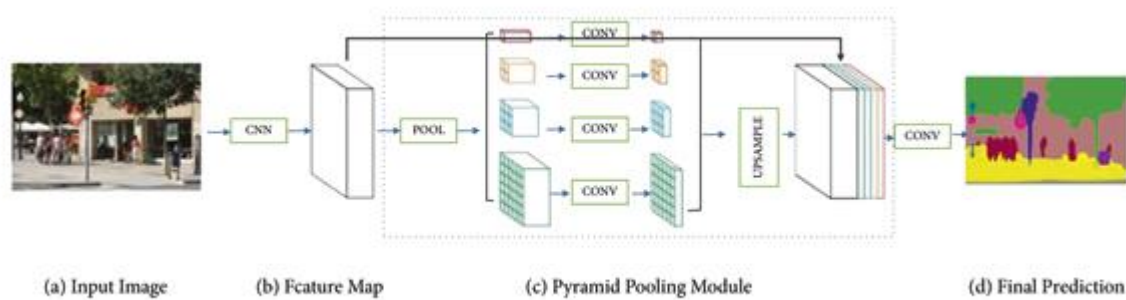 CONV
CNN
POOL
CONV
CONV
CONV
UPSAMPLE
CONV
(a) Input Image
(b) Fcature Map
(c) Pyramid Pooling Module
(d) Final Prediction